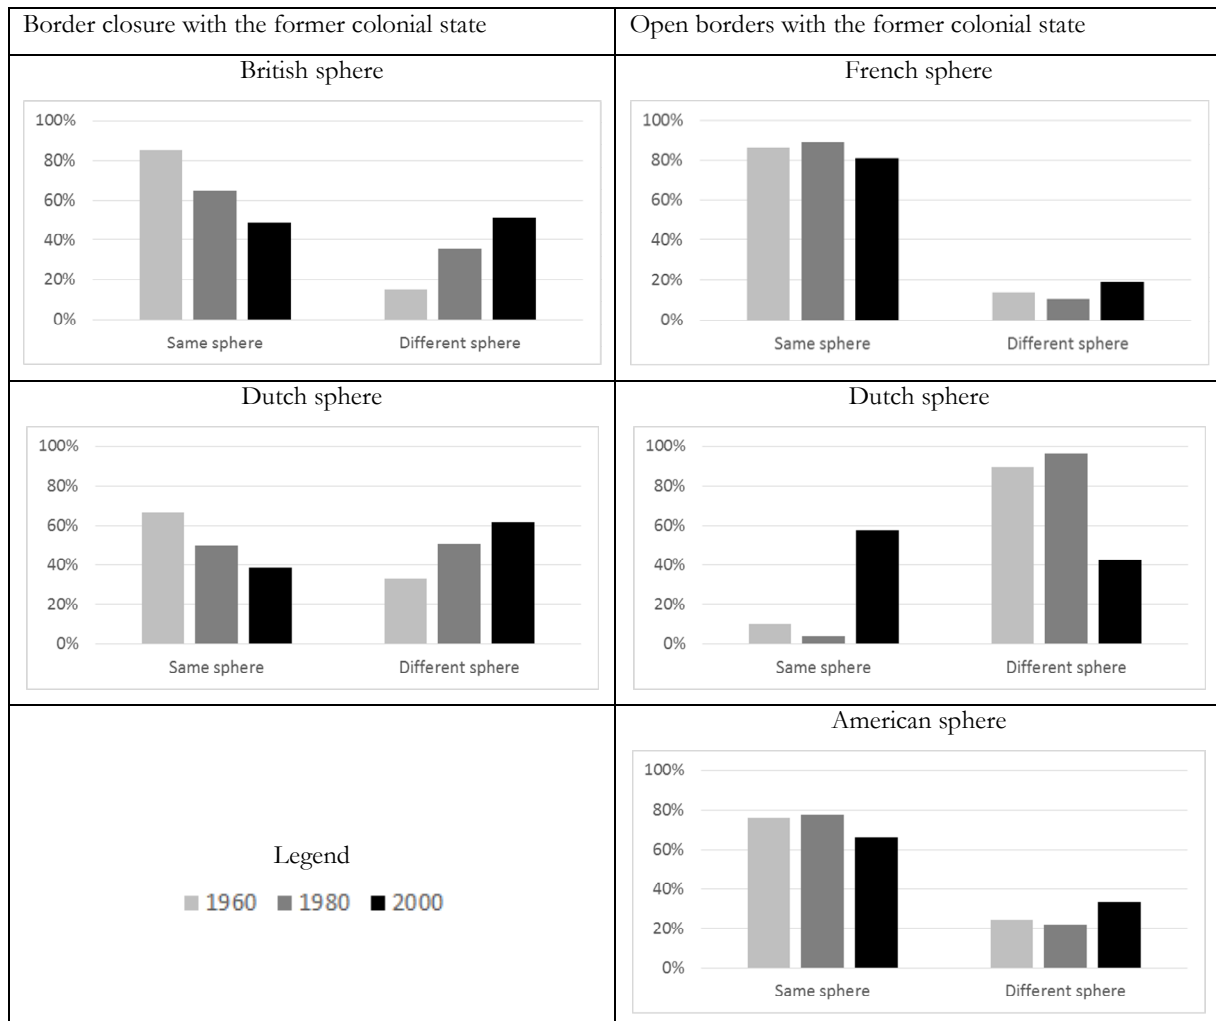 Border closure with the former colonial state
Open borders with the former colonial state
British sphere
100%
80%
60%
40%
20%
0%
Same sphere
Different sphere
French sphere
100%
80%
60%
40%
20%
0%
Same sphere
Different sphere
Dutch sphere
100%
80%
60%
40%
20%
0%
Same sphere
Different sphere
Dutch sphere
100%
80%
60%
40%
20%
0%
Same sphere
Different sphere
Legend
1960 1980 2000
American sphere
100%
80%
60%
40%
20%
0%
Same sphere
Different sphere